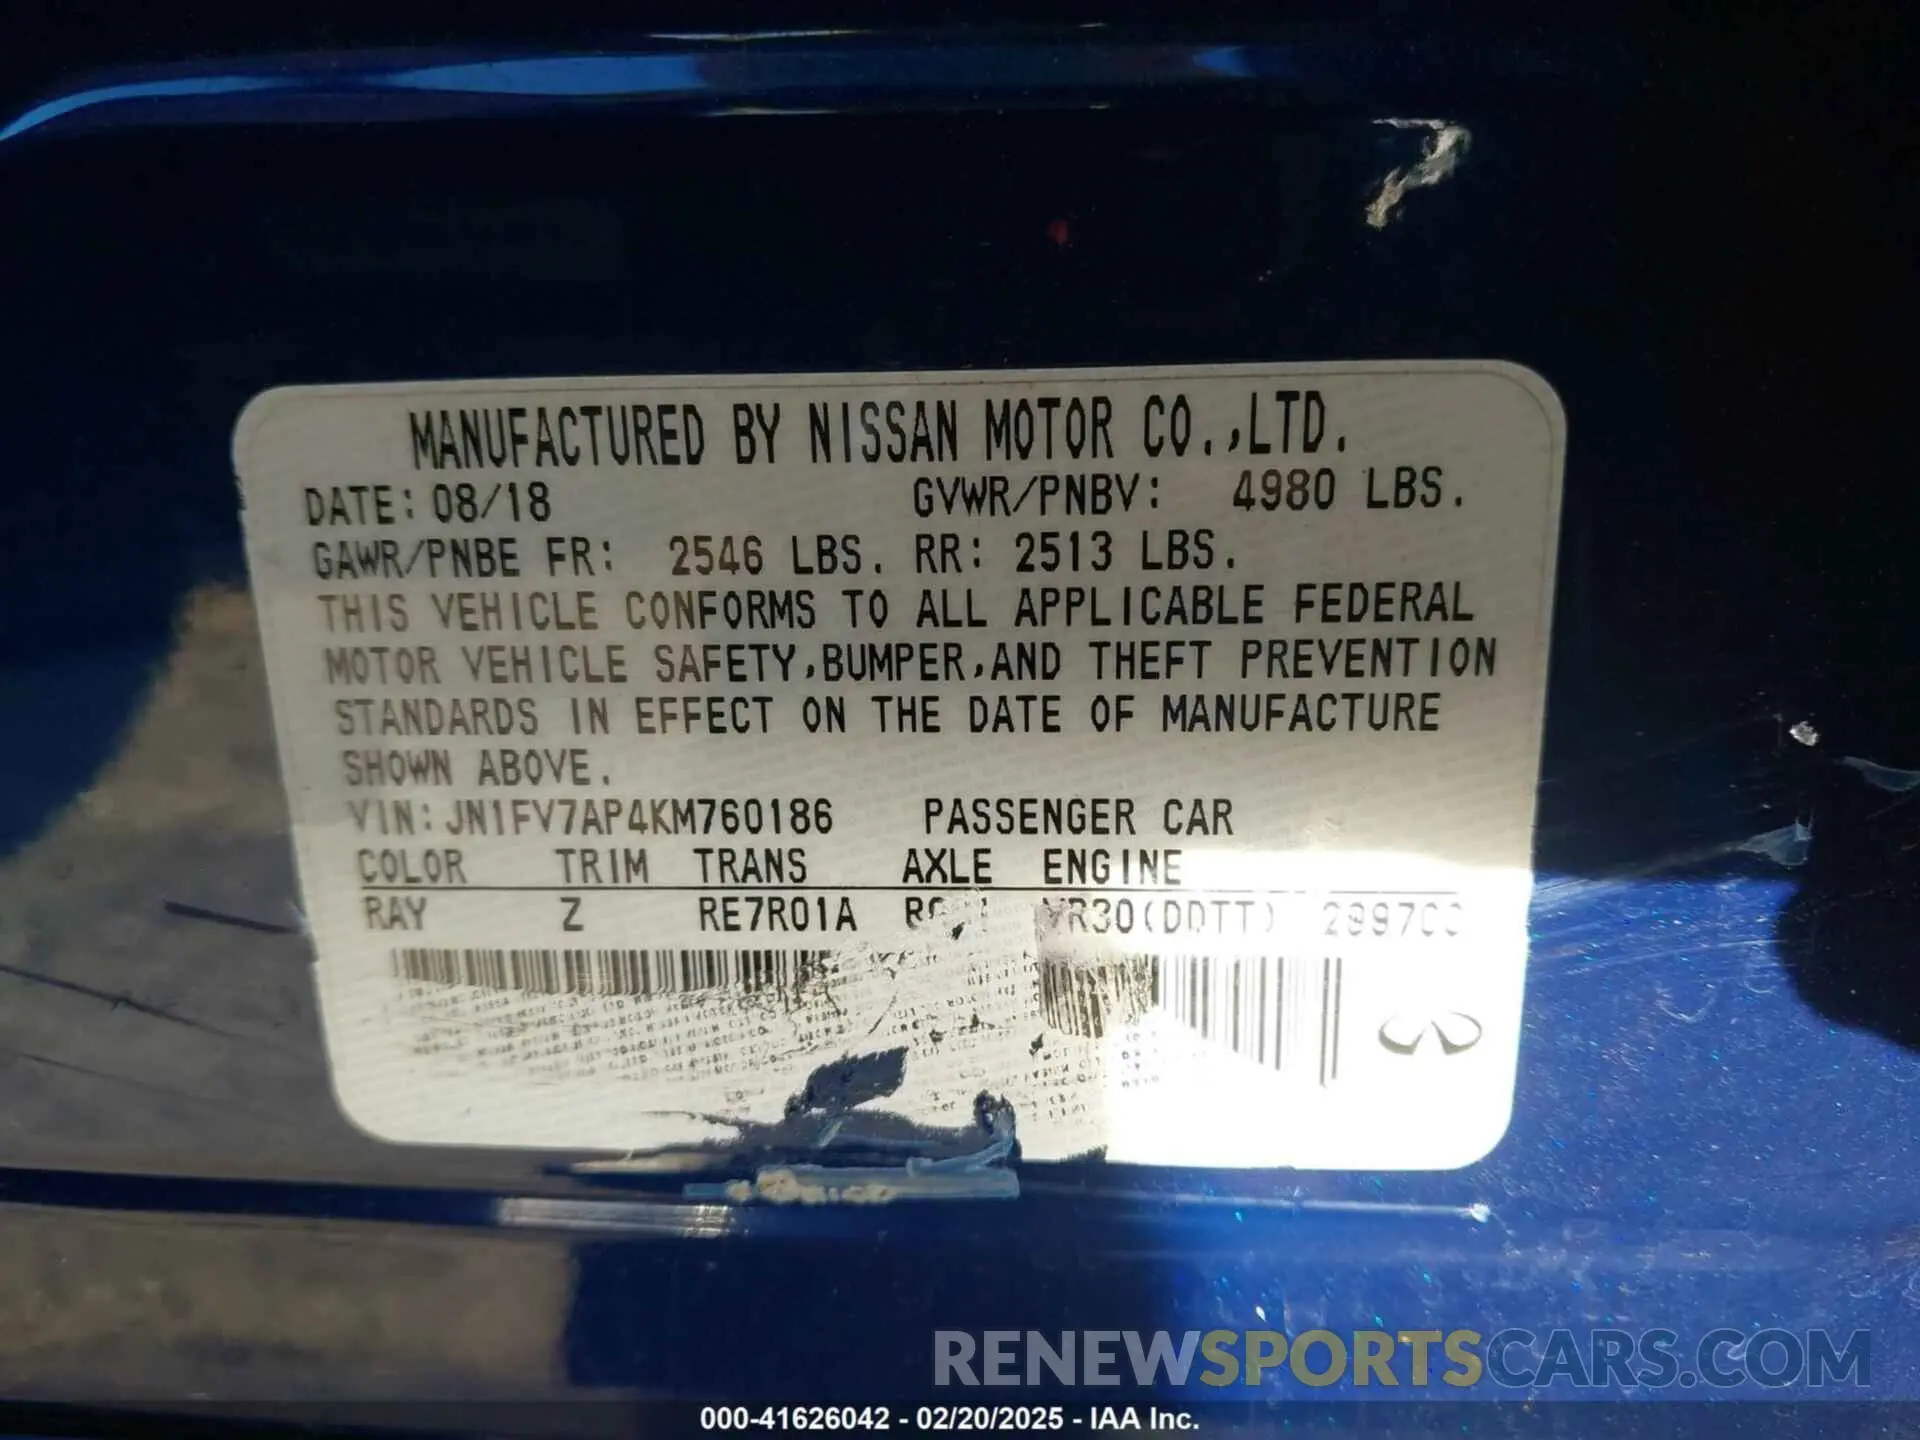 MANUFACTURED BY NISSAN MOTOR CO.,LTD.
DATE: 08/18 GVWR/PNBV: 4980 LBS.
GAWR/PNBE FR: 2546 LBS. RR: 2513 LBS.
THIS VEHICLE CONFORMS TO ALL APPLICABLE FEDERAL
MOTOR VEHICLE SAFETY,BUMPER,AND THEFT PREVENTION
STANDARDS IN EFFECT ON THE DATE OF MANUFACTURE
SHOWN ABOVE.
VIN: JN1FV7AP4KM760186 PASSENGER CAR
COLOR TRIM TRANS AXLE ENGINE
RAY Z RE7R01A VR30(DDTT) 2997CC
RENEWSPORTSCARS.COM
000-41626042 - 02/20/2025 - IAA Inc.